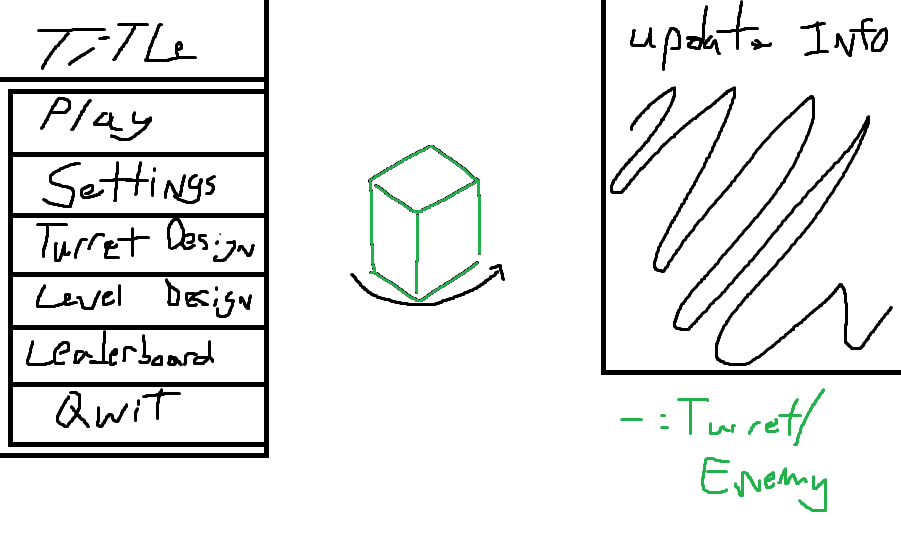 TiTLe
Play
SettiNgs
Turret Design
Level Design
Leaderboard
QwiT
update INfo
- : Turret/
ENemy